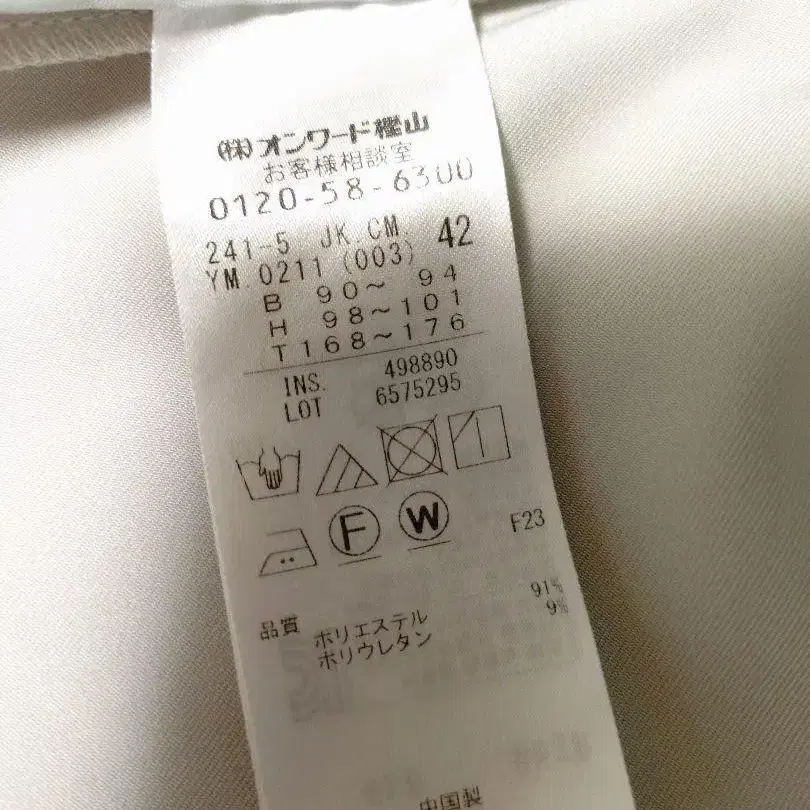 (株)オンワード樫山
お客様相談室
0120-58-6300
241-5 JK.CM. 42
YM.0211 (003)
B 90～ 94
H 98～101
T 168～176
INS. 498890
LOT 6575295
F W F23
品質 ポリエステル 91%
ポリウレタン 9%
中国製